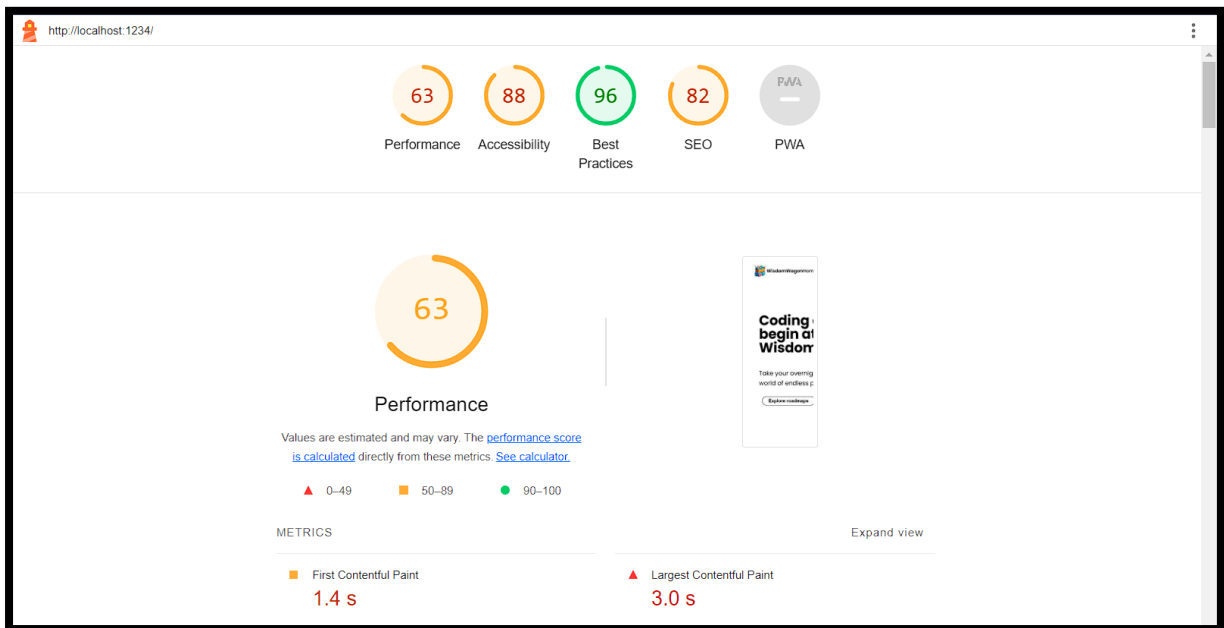 http://localhost:1234/
63
88
96
82
PWA
Performance
Accessibility
Best
Practices
SEO
PWA
63
Performance
Values are estimated and may vary. The performance score
is calculated directly from these metrics. See calculator.
0–49
50–89
90–100
WisdomWagonHom
Coding
begin at
Wisdom
Take your overnig
world of endless p
Explore roadmaps
METRICS
Expand view
First Contentful Paint
1.4 s
Largest Contentful Paint
3.0 s